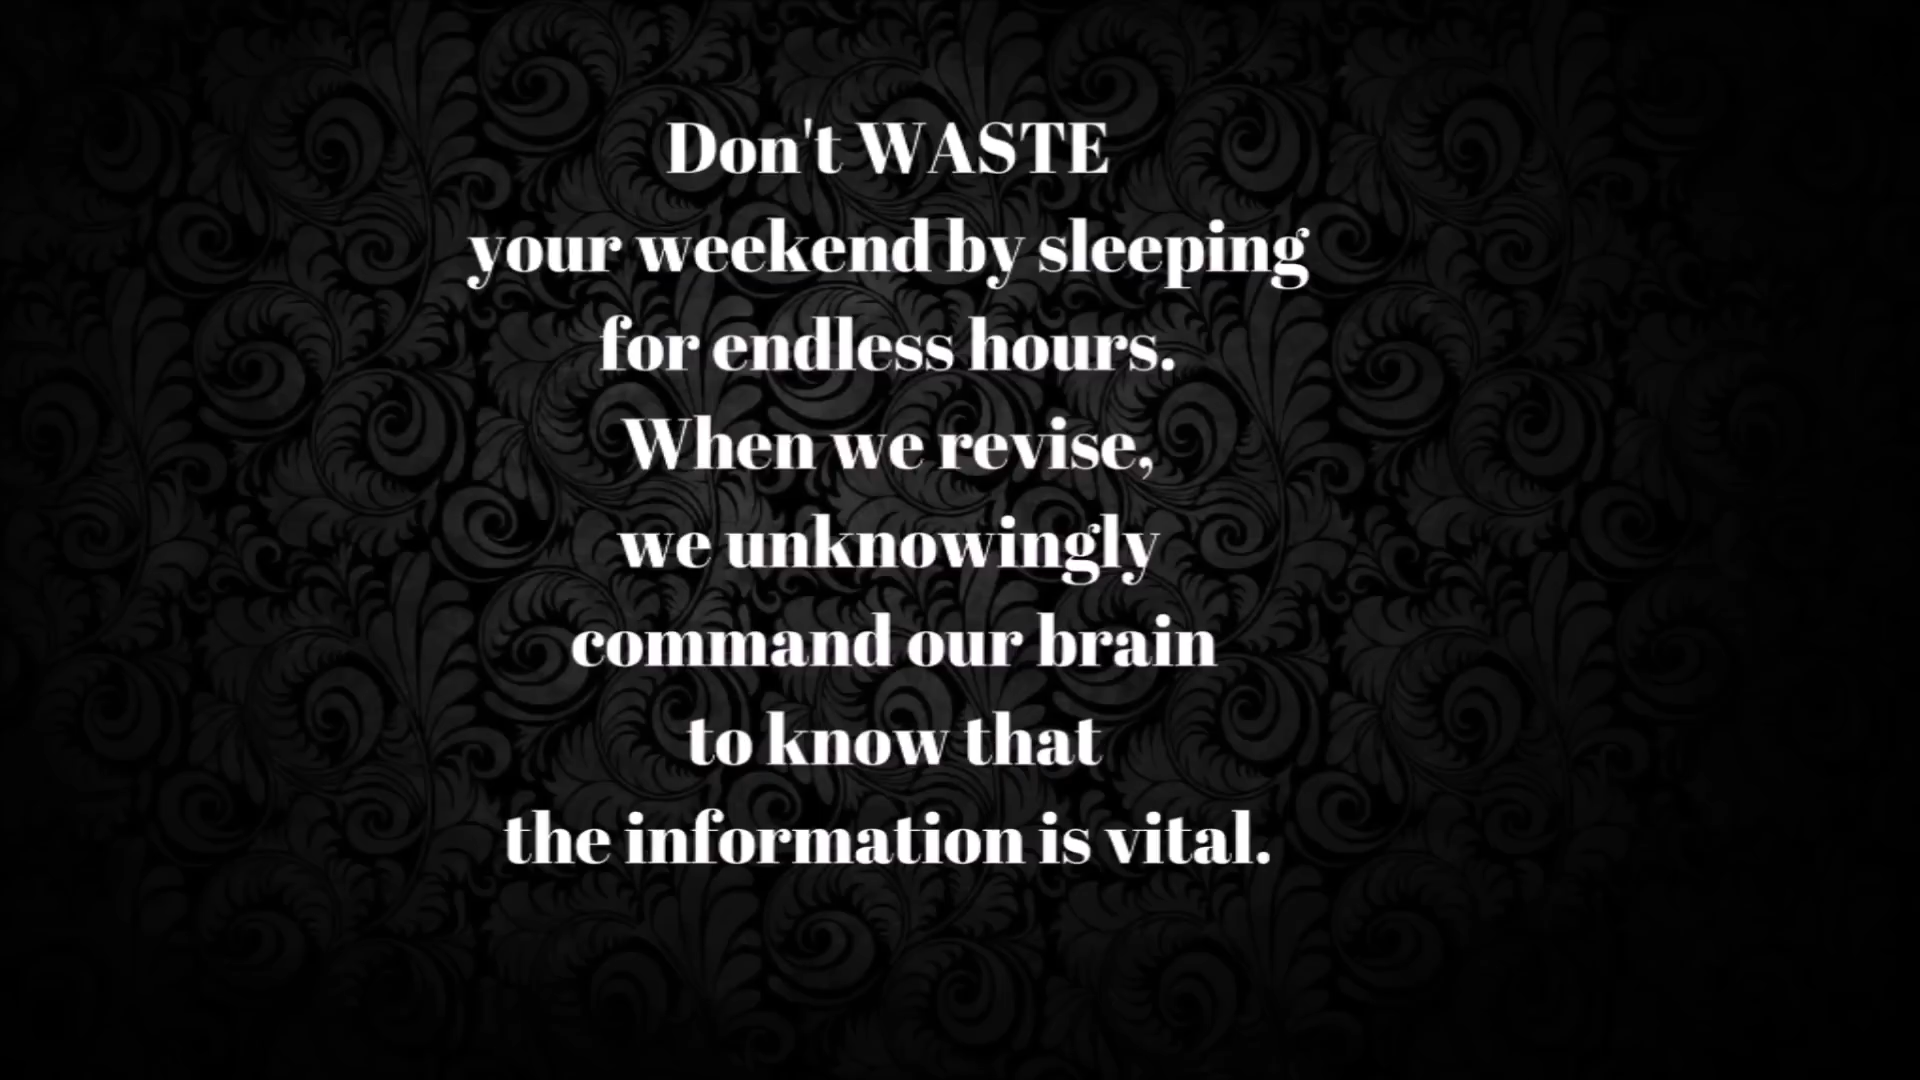 Don't WASTE
your weekend by sleeping
for endless hours.
When we revise,
we unknowingly
command our brain
to know that
the information is vital.